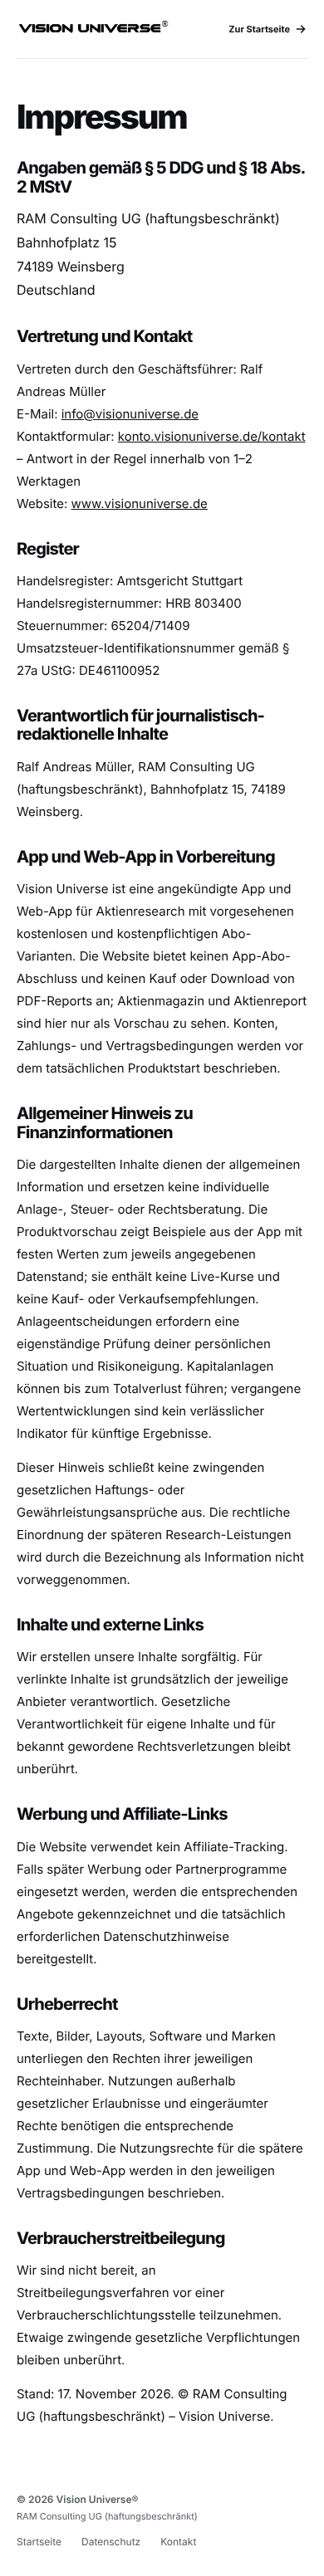 VISION UNIVERSE®
Zur Startseite →
Impressum
Angaben gemäß § 5 DDG und § 18 Abs.
2 MStV
RAM Consulting UG (haftungsbeschränkt)
Bahnhofplatz 15
74189 Weinsberg
Deutschland
Vertretung und Kontakt
Vertreten durch den Geschäftsführer: Ralf
Andreas Müller
E-Mail: info@visionuniverse.de
Kontaktformular: konto.visionuniverse.de/kontakt
– Antwort in der Regel innerhalb von 1–2
Werktagen
Website: www.visionuniverse.de
Register
Handelsregister: Amtsgericht Stuttgart
Handelsregisternummer: HRB 803400
Steuernummer: 65204/71409
Umsatzsteuer-Identifikationsnummer gemäß §
27a UStG: DE461100952
Verantwortlich für journalistisch-
redaktionelle Inhalte
Ralf Andreas Müller, RAM Consulting UG
(haftungsbeschränkt), Bahnhofplatz 15, 74189
Weinsberg.
App und Web-App in Vorbereitung
Vision Universe ist eine angekündigte App und
Web-App für Aktienresearch mit vorgesehenen
kostenlosen und kostenpflichtigen Abo-
Varianten. Die Website bietet keinen App-Abo-
Abschluss und keinen Kauf oder Download von
PDF-Reports an; Aktienmagazin und Aktienreport
sind hier nur als Vorschau zu sehen. Konten,
Zahlungs- und Vertragsbedingungen werden vor
dem tatsächlichen Produktstart beschrieben.
Allgemeiner Hinweis zu
Finanzinformationen
Die dargestellten Inhalte dienen der allgemeinen
Information und ersetzen keine individuelle
Anlage-, Steuer- oder Rechtsberatung. Die
Produktvorschau zeigt Beispiele aus der App mit
festen Werten zum jeweils angegebenen
Datenstand; sie enthält keine Live-Kurse und
keine Kauf- oder Verkaufsempfehlungen.
Anlageentscheidungen erfordern eine
eigenständige Prüfung deiner persönlichen
Situation und Risikoneigung. Kapitalanlagen
können bis zum Totalverlust führen; vergangene
Wertentwicklungen sind kein verlässlicher
Indikator für künftige Ergebnisse.
Dieser Hinweis schließt keine zwingenden
gesetzlichen Haftungs- oder
Gewährleistungsansprüche aus. Die rechtliche
Einordnung der späteren Research-Leistungen
wird durch die Bezeichnung als Information nicht
vorweggenommen.
Inhalte und externe Links
Wir erstellen unsere Inhalte sorgfältig. Für
verlinkte Inhalte ist grundsätzlich der jeweilige
Anbieter verantwortlich. Gesetzliche
Verantwortlichkeit für eigene Inhalte und für
bekannt gewordene Rechtsverletzungen bleibt
unberührt.
Werbung und Affiliate-Links
Die Website verwendet kein Affiliate-Tracking.
Falls später Werbung oder Partnerprogramme
eingesetzt werden, werden die entsprechenden
Angebote gekennzeichnet und die tatsächlich
erforderlichen Datenschutzhinweise
bereitgestellt.
Urheberrecht
Texte, Bilder, Layouts, Software und Marken
unterliegen den Rechten ihrer jeweiligen
Rechteinhaber. Nutzungen außerhalb
gesetzlicher Erlaubnisse und eingeräumter
Rechte benötigen die entsprechende
Zustimmung. Die Nutzungsrechte für die spätere
App und Web-App werden in den jeweiligen
Vertragsbedingungen beschrieben.
Verbraucherstreitbeilegung
Wir sind nicht bereit, an
Streitbeilegungsverfahren vor einer
Verbraucherschlichtungsstelle teilzunehmen.
Etwaige zwingende gesetzliche Verpflichtungen
bleiben unberührt.
Stand: 17. November 2026. © RAM Consulting
UG (haftungsbeschränkt) – Vision Universe.
© 2026 Vision Universe®
RAM Consulting UG (haftungsbeschränkt)
Startseite Datenschutz Kontakt